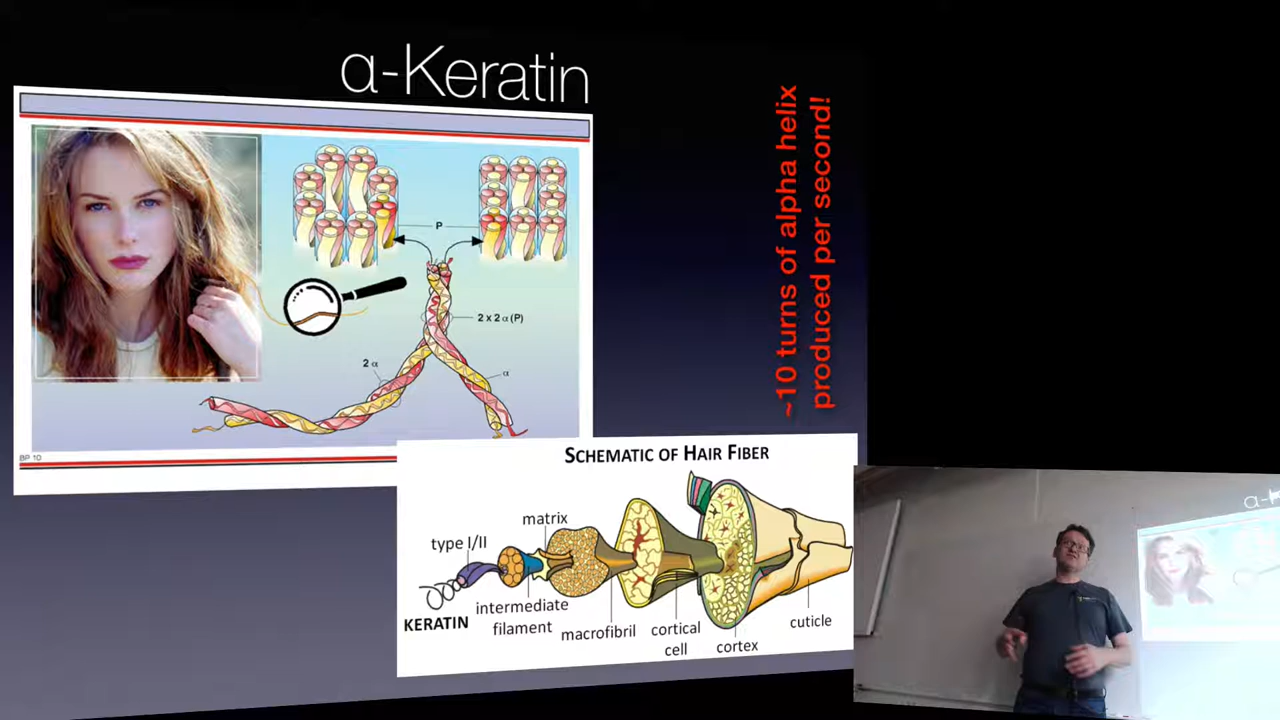 α-Keratin
~10 turns of alpha helix
produced per second!
P
2 x 2 α (P)
2 α
α
BP 10
SCHEMATIC OF HAIR FIBER
matrix
type I/II
KERATIN
intermediate
filament
macrofibril
cortical
cell
cortex
cuticle